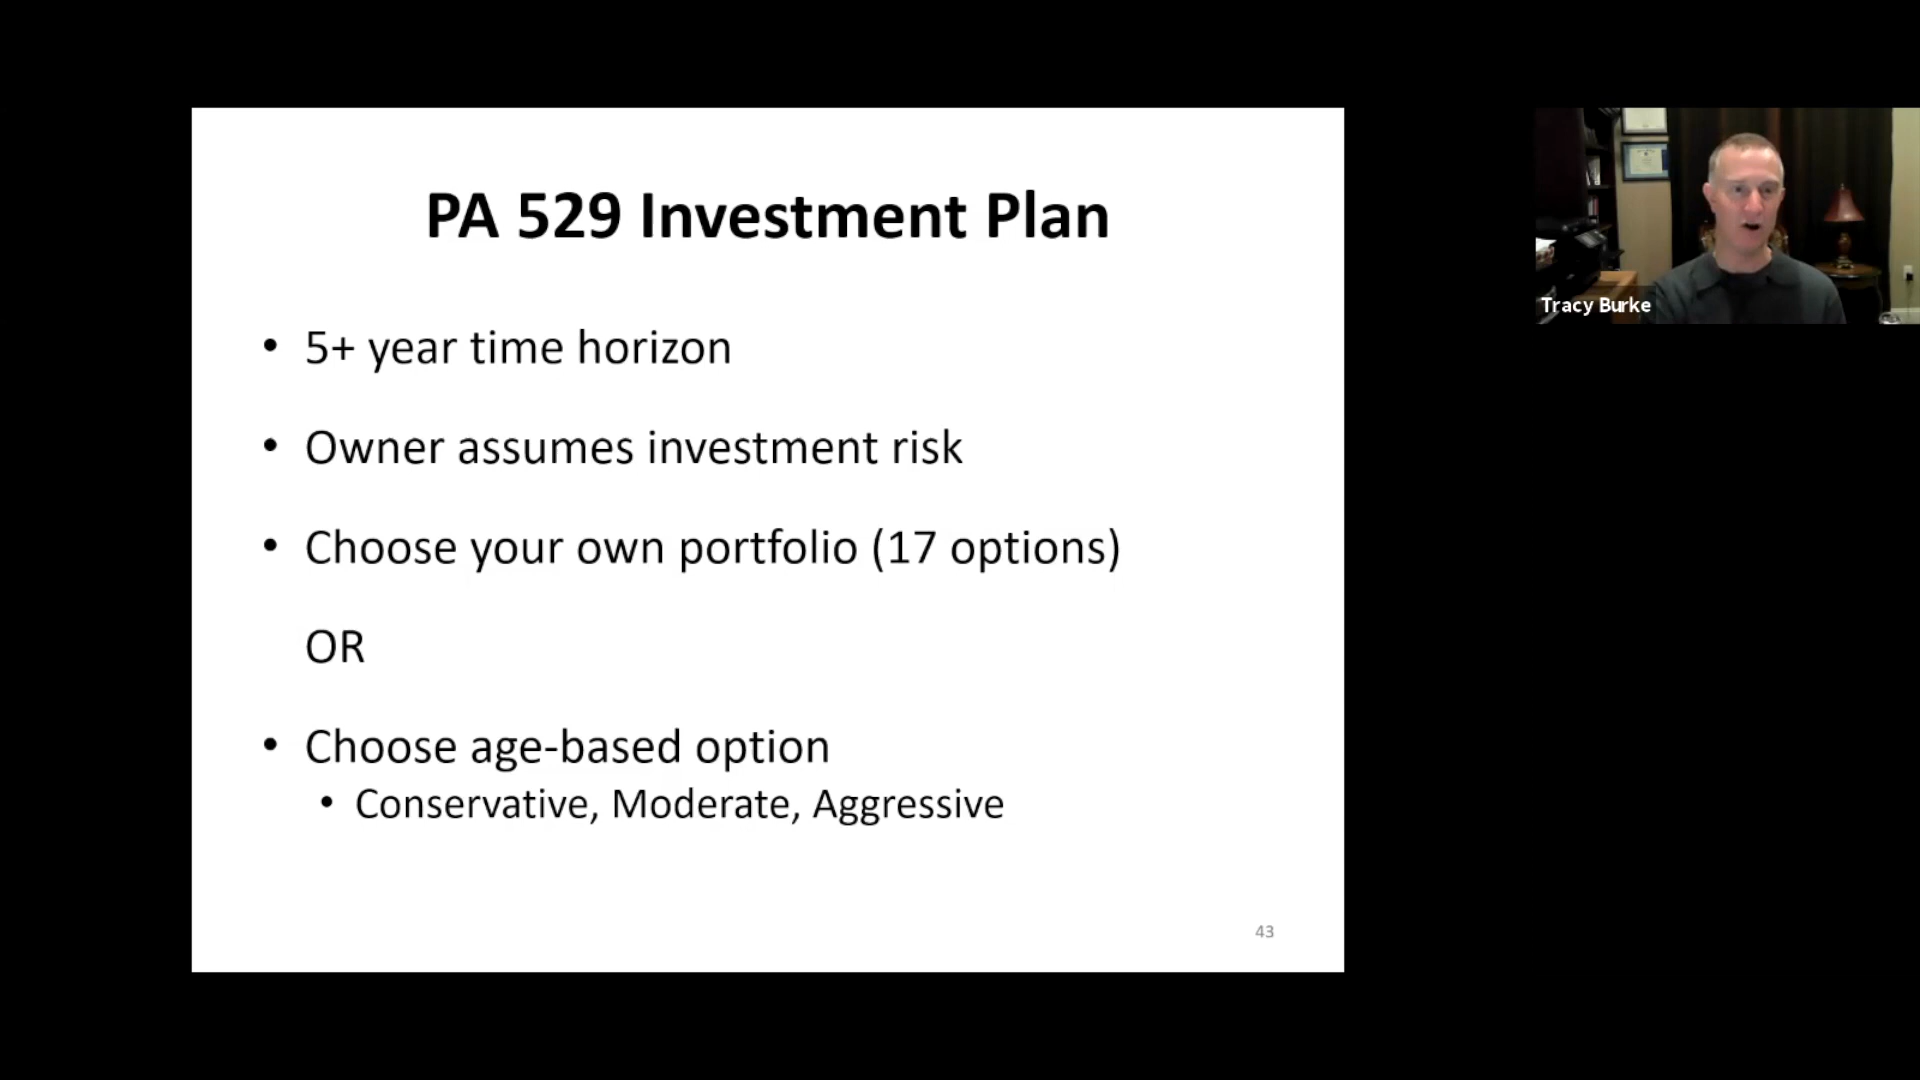 PA 529 Investment Plan
• 5+ year time horizon
• Owner assumes investment risk
• Choose your own portfolio (17 options)
OR
• Choose age-based option
• Conservative, Moderate, Aggressive
43
Tracy Burke